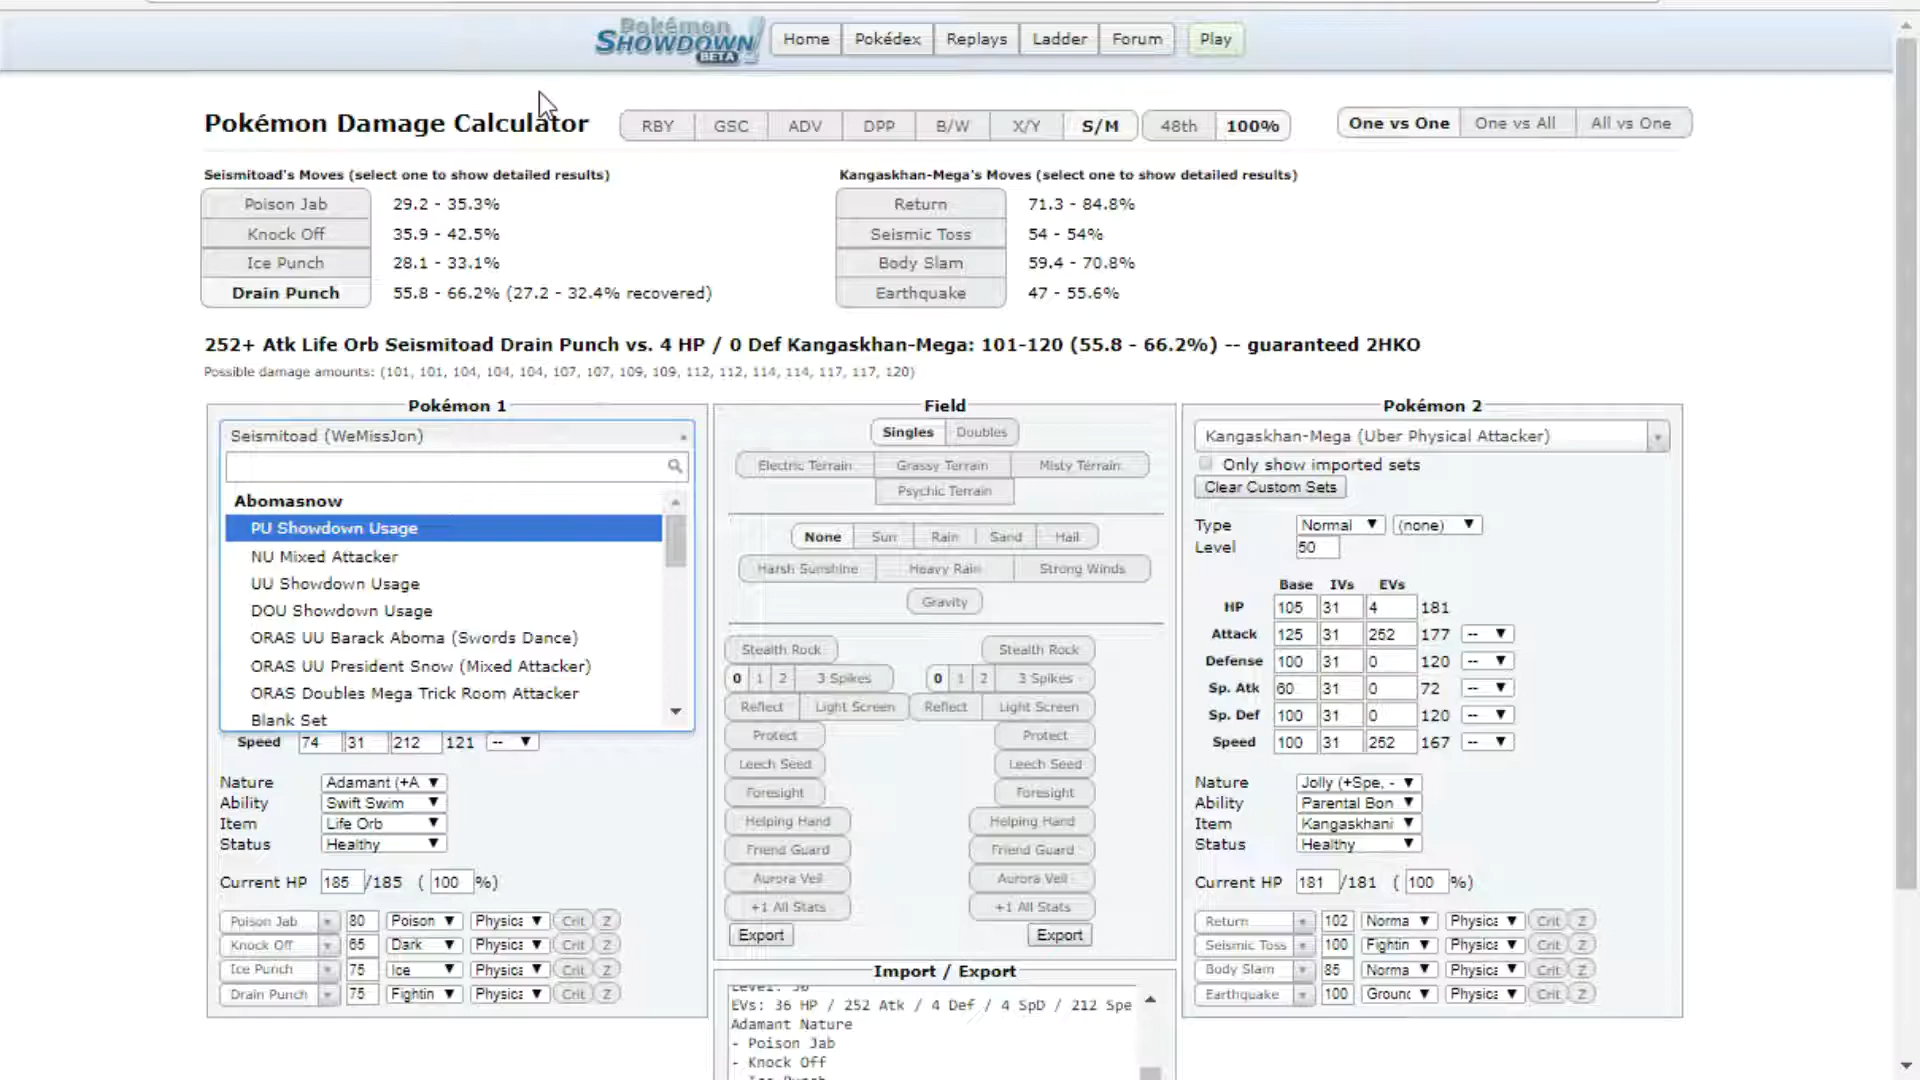 Pokémon
SHOWDOWN
BETA
Home Pokédex Replays Ladder Forum Play
Pokémon Damage Calculator
RBY GSC ADV DPP B/W X/Y S/M 48th 100%
One vs One One vs All All vs One
Seismitoad's Moves (select one to show detailed results)
Poison Jab 29.2 - 35.3%
Knock Off 35.9 - 42.5%
Ice Punch 28.1 - 33.1%
Drain Punch 55.8 - 66.2% (27.2 - 32.4% recovered)
Kangaskhan-Mega's Moves (select one to show detailed results)
Return 71.3 - 84.8%
Seismic Toss 54 - 54%
Body Slam 59.4 - 70.8%
Earthquake 47 - 55.6%
252+ Atk Life Orb Seismitoad Drain Punch vs. 4 HP / 0 Def Kangaskhan-Mega: 101-120 (55.8 - 66.2%) -- guaranteed 2HKO
Possible damage amounts: (101, 101, 104, 104, 104, 107, 107, 109, 109, 112, 112, 114, 114, 117, 117, 120)
Pokémon 1
Seismitoad (WeMissJon)
Abomasnow
PU Showdown Usage
NU Mixed Attacker
UU Showdown Usage
DOU Showdown Usage
ORAS UU Barack Aboma (Swords Dance)
ORAS UU President Snow (Mixed Attacker)
ORAS Doubles Mega Trick Room Attacker
Blank Set
Speed 74 31 212 121 --
Nature Adamant (+A
Ability Swift Swim
Item Life Orb
Status Healthy
Current HP 185 /185 ( 100 %)
Poison Jab 80 Poison Physica Crit Z
Knock Off 65 Dark Physica Crit Z
Ice Punch 75 Ice Physica Crit Z
Drain Punch 75 Fightin Physica Crit Z
Field
Singles Doubles
Electric Terrain Grassy Terrain Misty Terrain
Psychic Terrain
None Sun Rain Sand Hail
Harsh Sunshine Heavy Rain Strong Winds
Gravity
Stealth Rock Stealth Rock
0 1 2 3 Spikes 0 1 2 3 Spikes
Reflect Light Screen Reflect Light Screen
Protect Protect
Leech Seed Leech Seed
Foresight Foresight
Helping Hand Helping Hand
Friend Guard Friend Guard
Aurora Veil Aurora Veil
+1 All Stats +1 All Stats
Export Export
Import / Export
EVs: 36 HP / 252 Atk / 4 Def / 4 SpD / 212 Spe
Adamant Nature
- Poison Jab
- Knock Off
Pokémon 2
Kangaskhan-Mega (Uber Physical Attacker)
Only show imported sets
Clear Custom Sets
Type Normal (none)
Level 50
Base IVs EVs
HP 105 31 4 181
Attack 125 31 252 177 --
Defense 100 31 0 120 --
Sp. Atk 60 31 0 72 --
Sp. Def 100 31 0 120 --
Speed 100 31 252 167 --
Nature Jolly (+Spe, -
Ability Parental Bon
Item Kangaskhani
Status Healthy
Current HP 181 /181 ( 100 %)
Return 102 Norma Physica Crit Z
Seismic Toss 100 Fightin Physica Crit Z
Body Slam 85 Norma Physica Crit Z
Earthquake 100 Ground Physica Crit Z